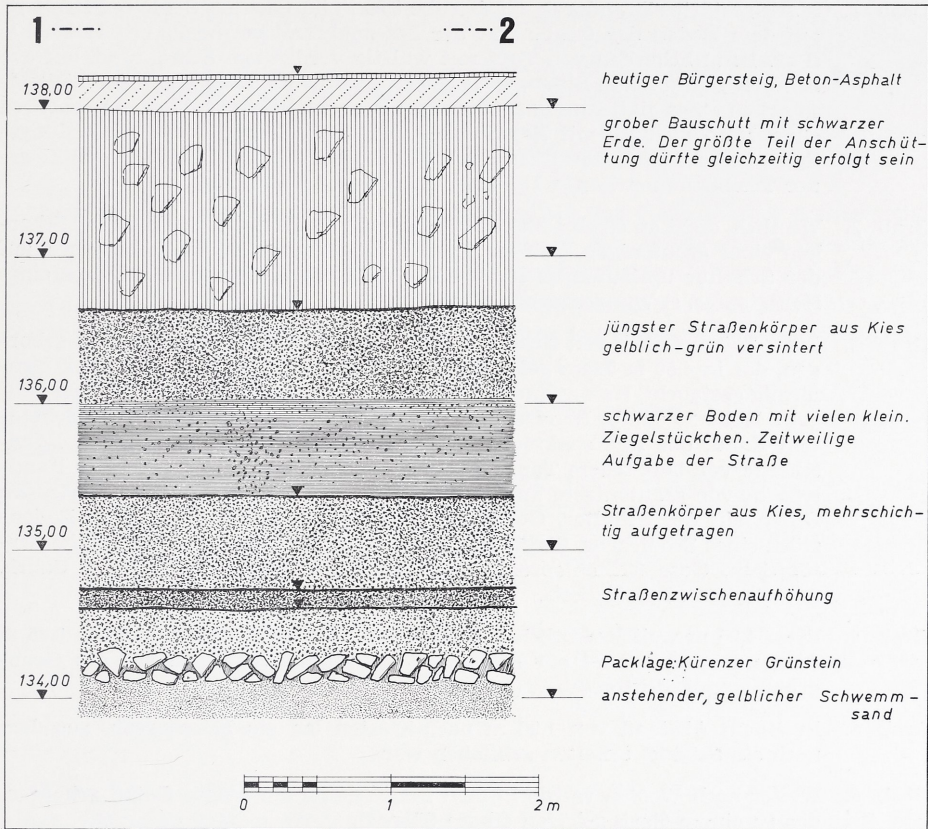 1 2
138,00
heutiger Bürgersteig, Beton-Asphalt
grober Bauschutt mit schwarzer
Erde. Der größte Teil der Anschüt-
tung dürfte gleichzeitig erfolgt sein
137,00
jüngster Straßenkörper aus Kies
gelblich-grün versintert
136,00
schwarzer Boden mit vielen klein.
Ziegelstückchen. Zeitweilige
Aufgabe der Straße
Straßenkörper aus Kies, mehrschich-
tig aufgetragen
135,00
Straßenzwischenaufhöhung
Packlage: Kürenzer Grünstein
134,00
anstehender, gelblicher Schwemm-
sand
0 1 2 m